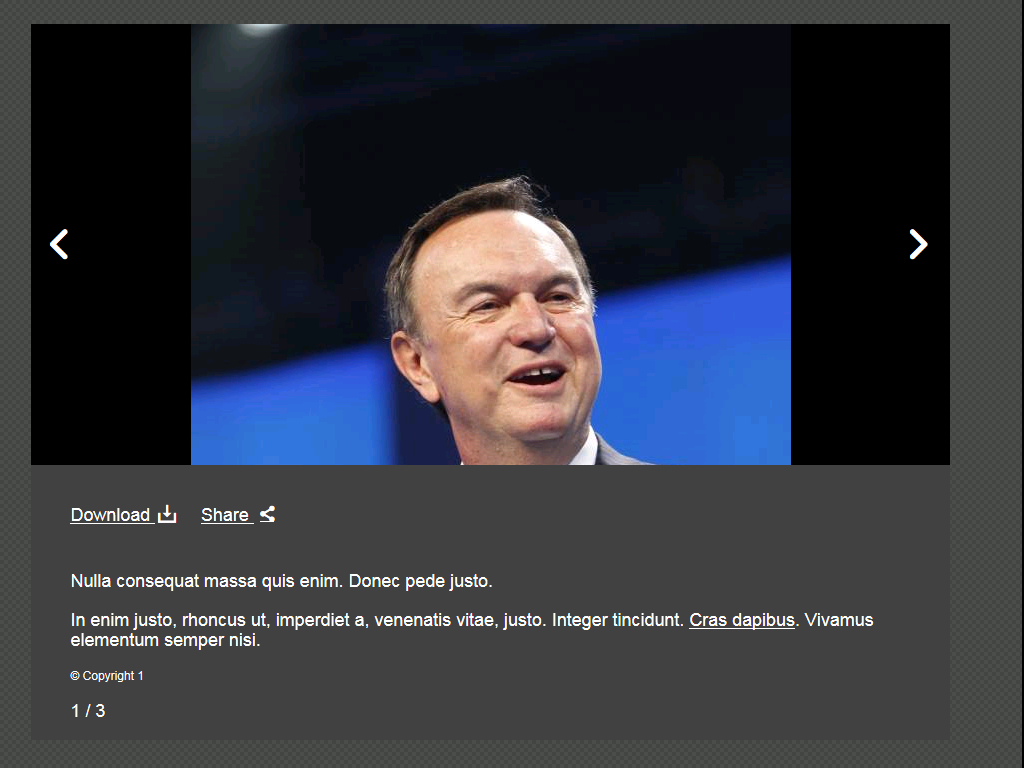 Download
Share
Nulla consequat massa quis enim. Donec pede justo.
In enim justo, rhoncus ut, imperdiet a, venenatis vitae, justo. Integer tincidunt. Cras dapibus. Vivamus
elementum semper nisi.
© Copyright 1
1 / 3